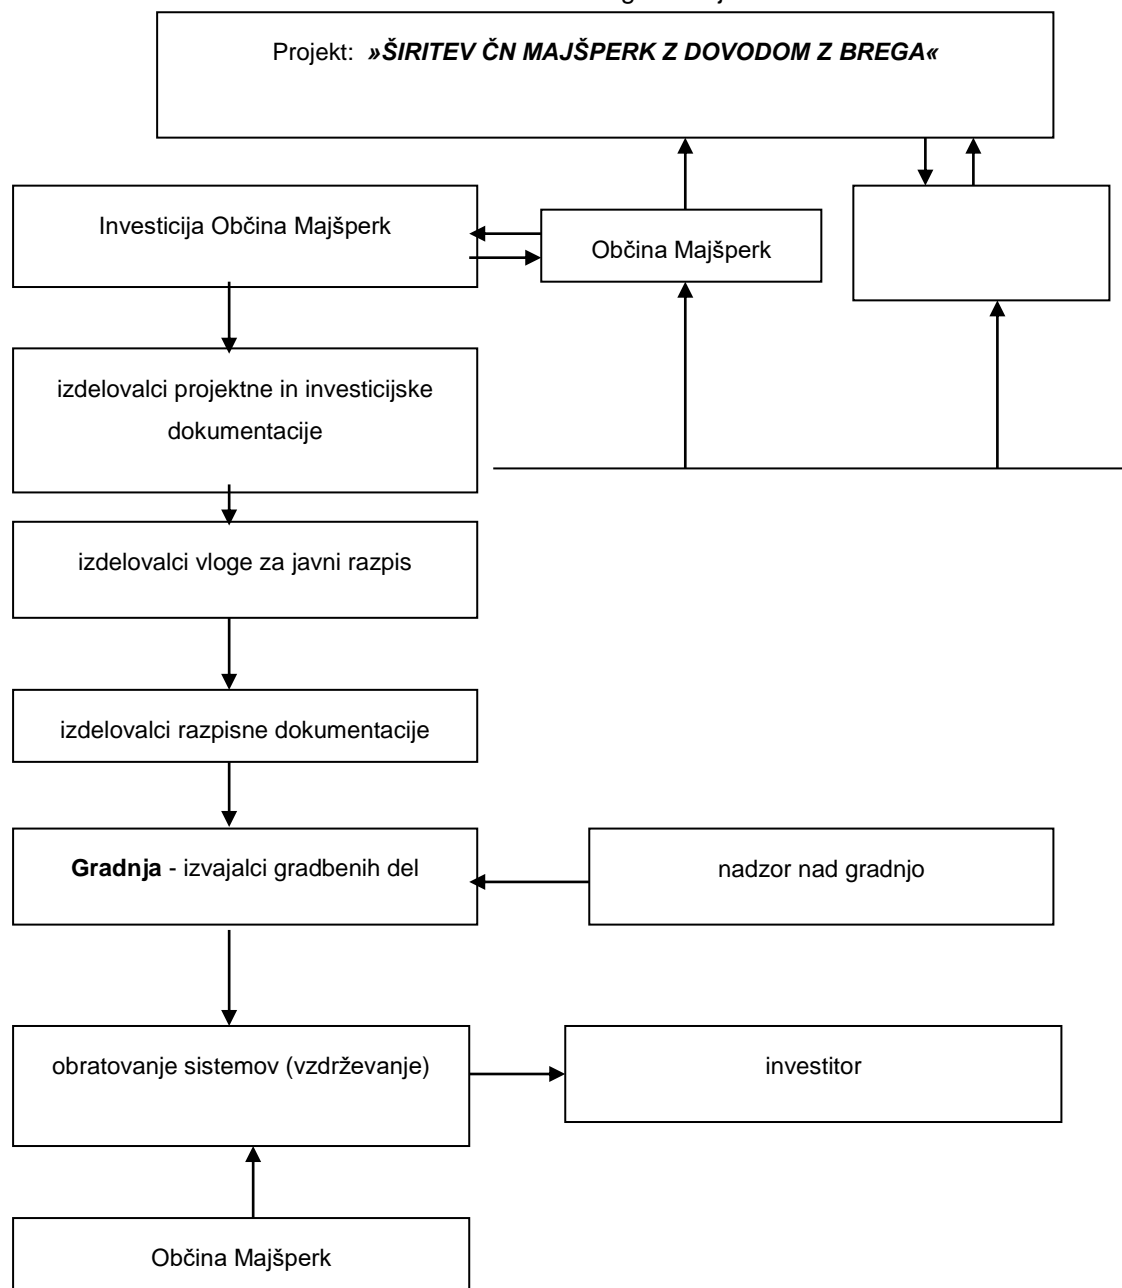 Projekt: »ŠIRITEV ČN MAJŠPERK Z DOVODOM Z BREGA«
Investicija Občina Majšperk
Občina Majšperk
izdelovalci projektne in investicijske
dokumentacije
izdelovalci vloge za javni razpis
izdelovalci razpisne dokumentacije
Gradnja - izvajalci gradbenih del
nadzor nad gradnjo
obratovanje sistemov (vzdrževanje)
investitor
Občina Majšperk